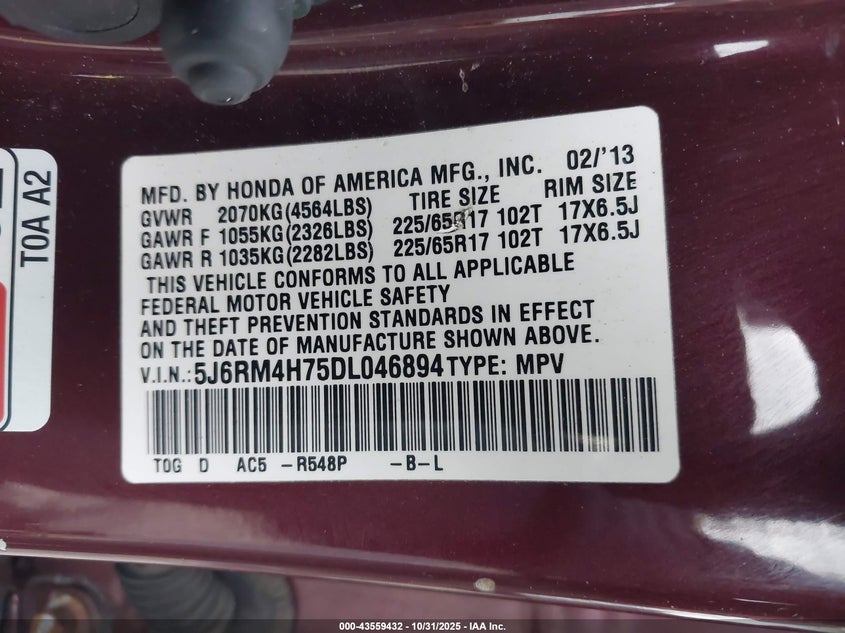 T0A A2
MFD. BY HONDA OF AMERICA MFG., INC. 02/'13
GVWR 2070KG(4564LBS) TIRE SIZE RIM SIZE
GAWR F 1055KG(2326LBS) 225/65R17 102T 17X6.5J
GAWR R 1035KG(2282LBS) 225/65R17 102T 17X6.5J
THIS VEHICLE CONFORMS TO ALL APPLICABLE
FEDERAL MOTOR VEHICLE SAFETY
AND THEFT PREVENTION STANDARDS IN EFFECT
ON THE DATE OF MANUFACTURE SHOWN ABOVE.
V.I.N.:5J6RM4H75DL046894 TYPE: MPV
T0G D AC5 -R548P -B-L
000-43559432 - 10/31/2025 - IAA Inc.